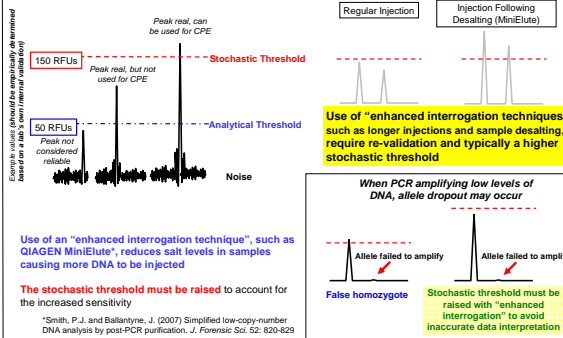 Example values (should be empirically determined
based on a lab's own internal validation)
Peak real, can
be used for CPE
150 RFUs
Stochastic Threshold
Peak real, but not
used for CPE
50 RFUs
Analytical Threshold
Peak not
considered
reliable
Noise
Use of an "enhanced interrogation technique", such as
QIAGEN MiniElute*, reduces salt levels in samples
causing more DNA to be injected
The stochastic threshold must be raised to account for
the increased sensitivity
*Smith, P.J. and Ballantyne, J. (2007) Simplified low-copy-number
DNA analysis by post-PCR purification. J. Forensic Sci. 52: 820-829
Regular Injection
Injection Following
Desalting (MiniElute)
Use of "enhanced interrogation techniques
such as longer injections and sample desalting,
require re-validation and typically a higher
stochastic threshold
When PCR amplifying low levels of
DNA, allele dropout may occur
Allele failed to amplify
Allele failed to ampli
False homozygote
Stochastic threshold must be
raised with "enhanced
interrogation" to avoid
inaccurate data interpretation